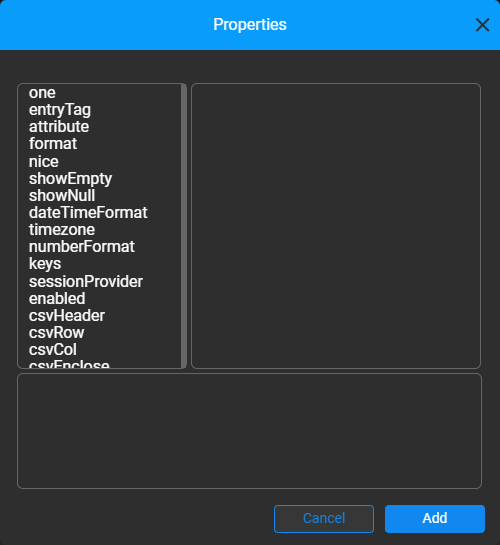 Properties
one
entryTag
attribute
format
nice
showEmpty
showNull
dateTimeFormat
timezone
numberFormat
keys
sessionProvider
enabled
csvHeader
csvRow
csvCol
csvEnclose
Cancel
Add